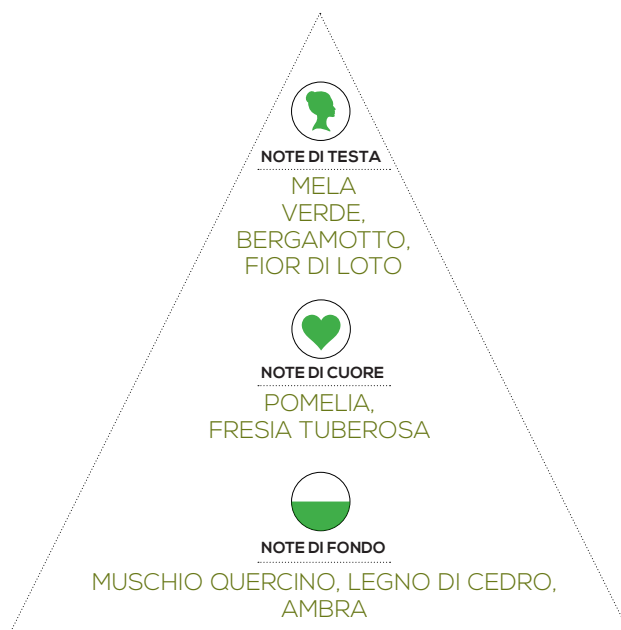 NOTE DI TESTA
MELA
VERDE,
BERGAMOTTO,
FIOR DI LOTO
NOTE DI CUORE
POMELIA,
FRESIA TUBEROSA
NOTE DI FONDO
MUSCHIO QUERCINO, LEGNO DI CEDRO,
AMBRA